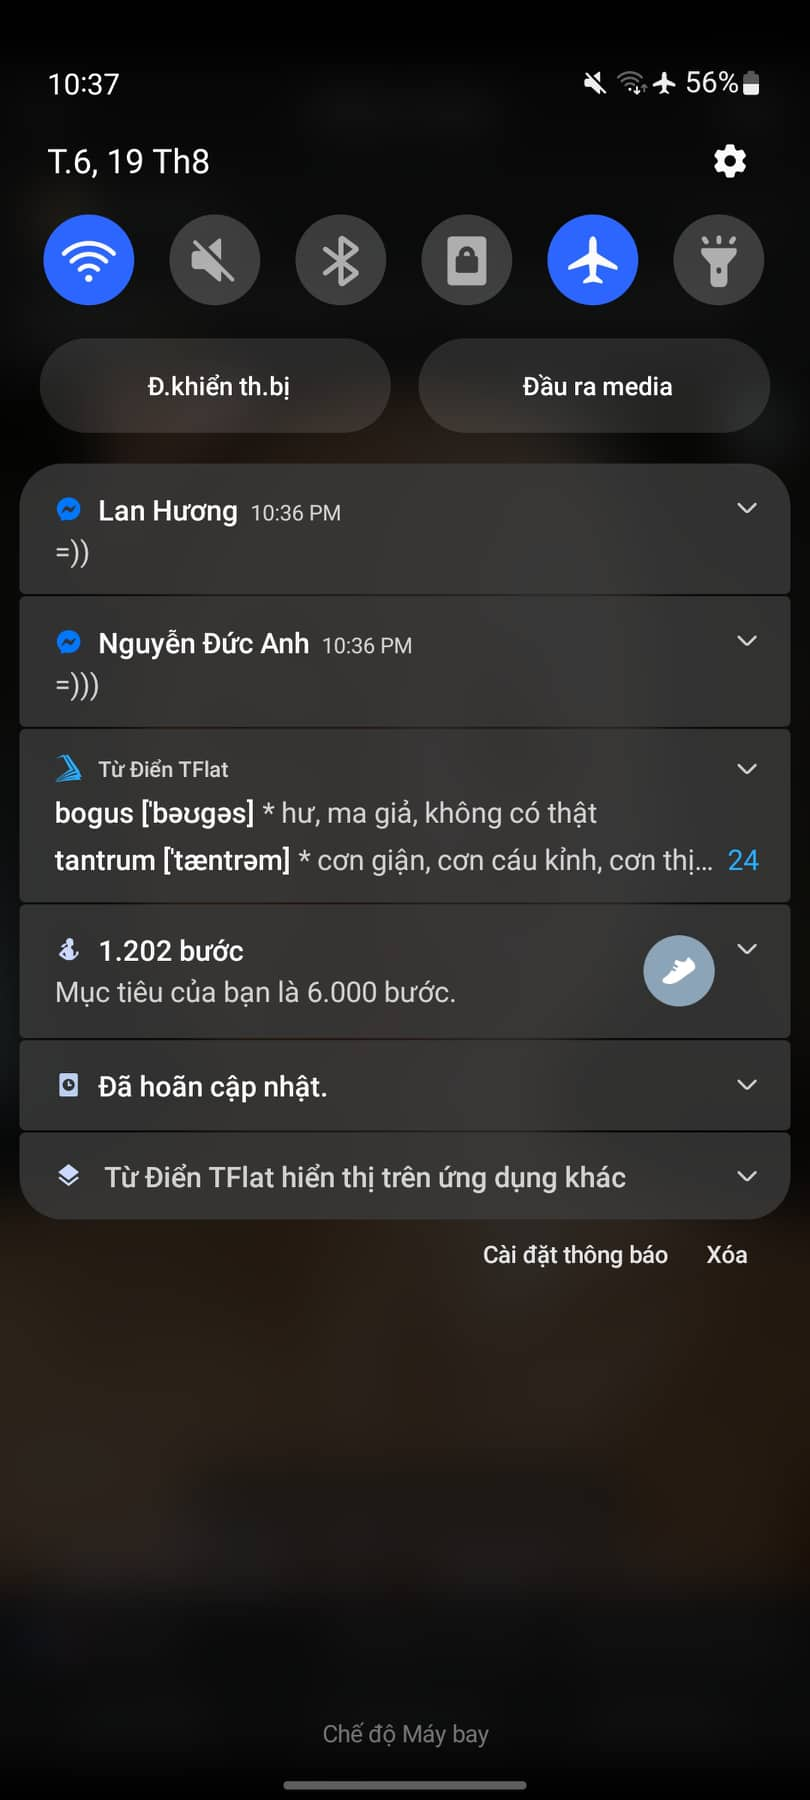 10:37
56%
T.6, 19 Th8
Đ.khiển th.bị
Đầu ra media
Lan Hương 10:36 PM
=))
Nguyễn Đức Anh 10:36 PM
=)))
Từ Điển TFlat
bogus ['bəʊgəs] * hư, ma giả, không có thật
tantrum ['tæntrəm] * cơn giận, cơn cáu kỉnh, cơn thị... 24
1.202 bước
Mục tiêu của bạn là 6.000 bước.
Đã hoãn cập nhật.
Từ Điển TFlat hiển thị trên ứng dụng khác
Cài đặt thông báo Xóa
Chế độ Máy bay